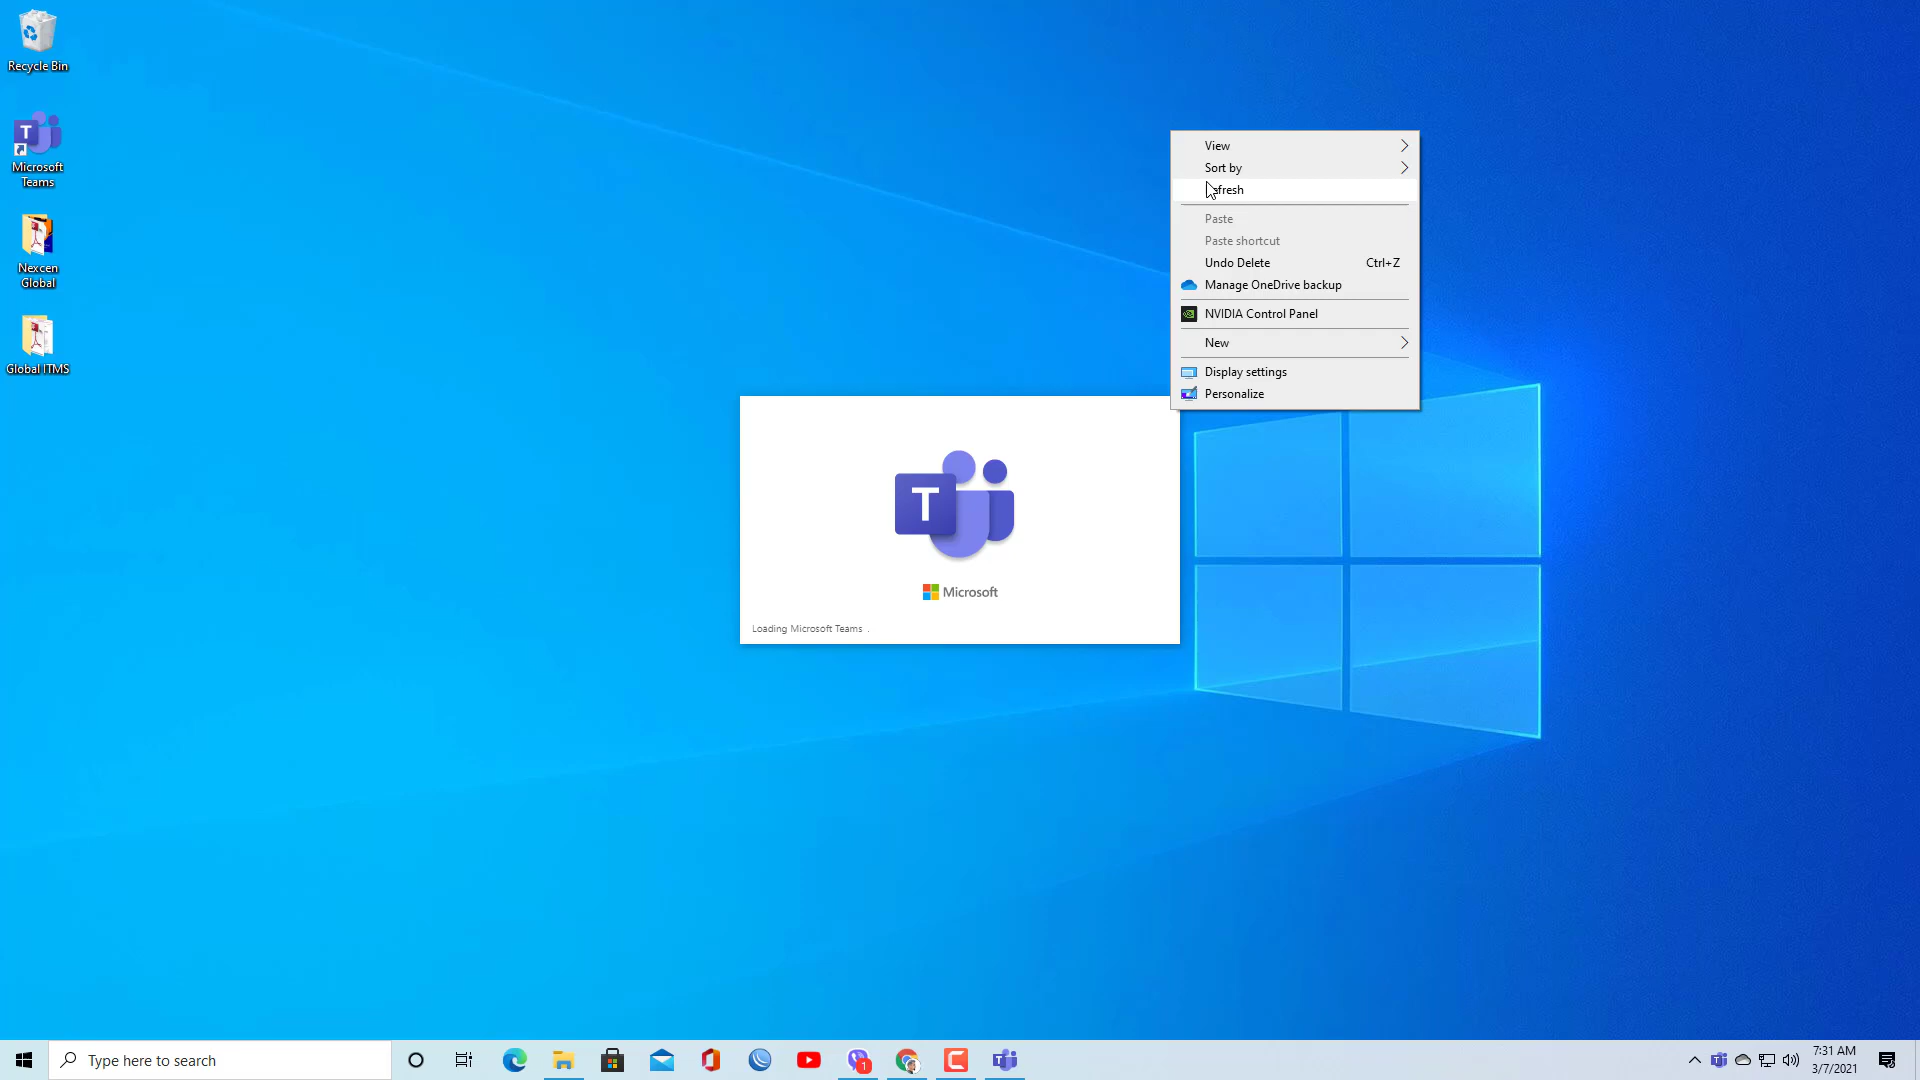 Recycle Bin
Microsoft
Teams
Nexcen
Global
Global ITMS
View
Sort by
efresh
Paste
Paste shortcut
Undo Delete Ctrl+Z
Manage OneDrive backup
NVIDIA Control Panel
New
Display settings
Personalize
T
Microsoft
Loading Microsoft Teams .
Type here to search
1
7:31 AM
3/7/2021